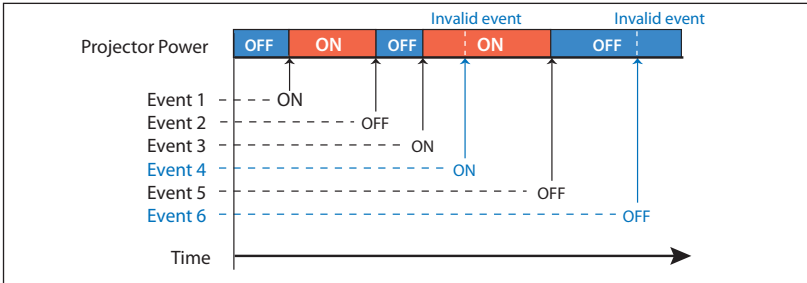 Invalid event Invalid event
Projector Power OFF ON OFF ON OFF
Event 1 ON
Event 2 OFF
Event 3 ON
Event 4 ON
Event 5 OFF
Event 6 OFF
Time